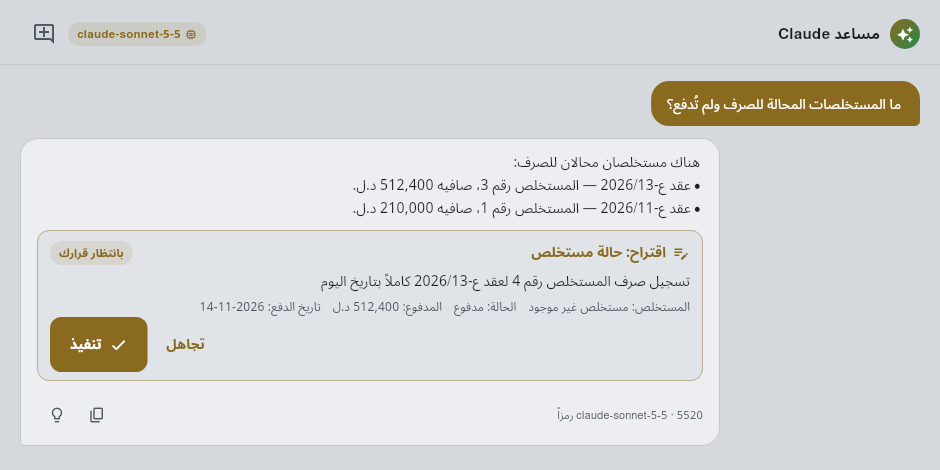 مساعد Claude
claude-sonnet-5-5
ما المستخلصات المحالة للصرف ولم تُدفع؟
هناك مستخلصان محالان للصرف:
• عقد ع-2026/13 — المستخلص رقم 3، صافيه 512,400 د.ل.
• عقد ع-2026/11 — المستخلص رقم 1، صافيه 210,000 د.ل.
اقتراح: حالة مستخلص
بانتظار قرارك
تسجيل صرف المستخلص رقم 4 لعقد ع-2026/13 كاملاً بتاريخ اليوم
المستخلص: مستخلص غير موجود الحالة: مدفوع المدفوع: 512,400 د.ل تاريخ الدفع: 2026-11-14
تجاهل
تنفيذ
claude-sonnet-5-5 · 5520 رمزاً